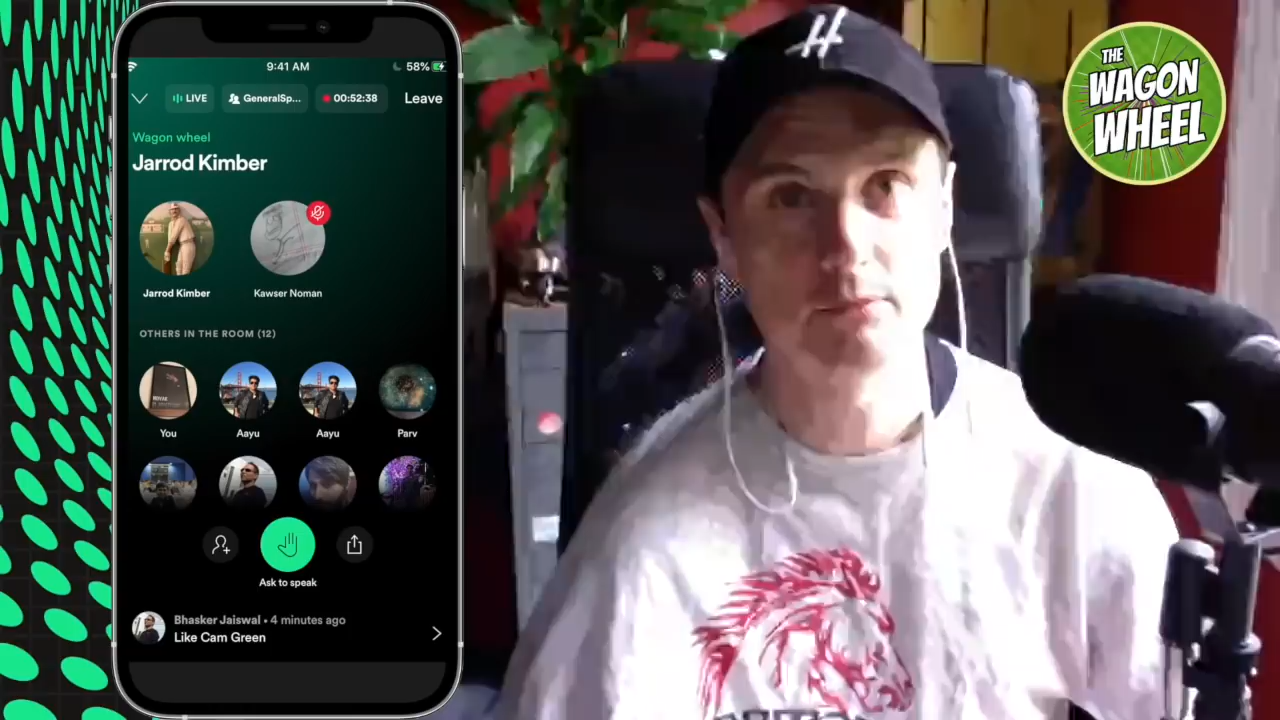 9:41 AM
58%
LIVE
GeneralSp...
00:52:38
Leave
Wagon wheel
Jarrod Kimber
Jarrod Kimber
Kawser Noman
OTHERS IN THE ROOM (12)
You
Aayu
Aayu
Parv
Ask to speak
Bhasker Jaiswal • 4 minutes ago
Like Cam Green
H
THE
WAGON
WHEEL